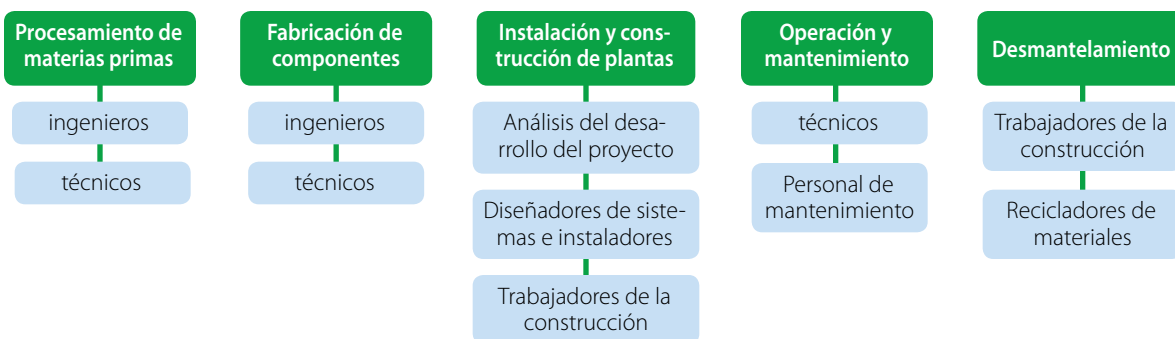 Procesamiento de
materias primas
ingenieros
técnicos
Fabricación de
componentes
ingenieros
técnicos
Instalación y cons-
trucción de plantas
Análisis del desa-
rrollo del proyecto
Diseñadores de siste-
mas e instaladores
Trabajadores de la
construcción
Operación y
mantenimiento
técnicos
Personal de
mantenimiento
Desmantelamiento
Trabajadores de la
construcción
Recicladores de
materiales